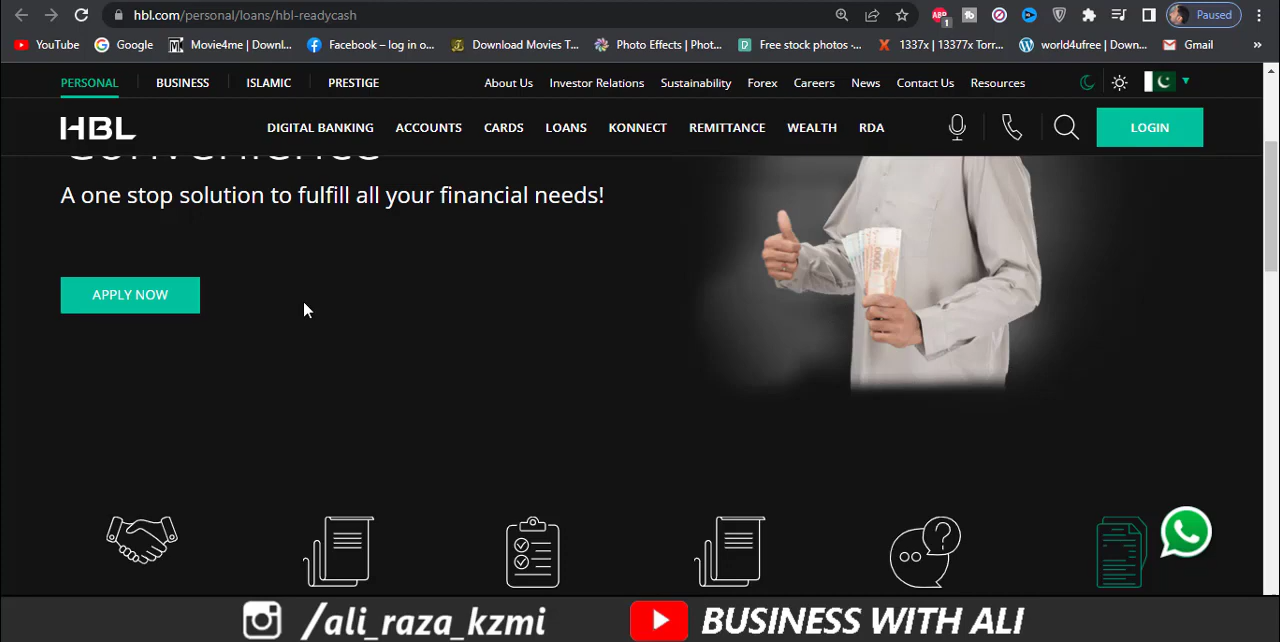 hbl.com/personal/loans/hbl-readycash
ABP
1
Paused
YouTube
Google
Movie4me | Downl...
Facebook – log in o...
Download Movies T...
Photo Effects | Phot...
Free stock photos -...
1337x | 13377x Torr...
world4ufree | Down...
Gmail
»
PERSONAL
BUSINESS
ISLAMIC
PRESTIGE
About Us
Investor Relations
Sustainability
Forex
Careers
News
Contact Us
Resources
HBL
DIGITAL BANKING
ACCOUNTS
CARDS
LOANS
KONNECT
REMITTANCE
WEALTH
RDA
LOGIN
Convenience
A one stop solution to fulfill all your financial needs!
APPLY NOW
/ali_raza_kzmi
BUSINESS WITH ALI